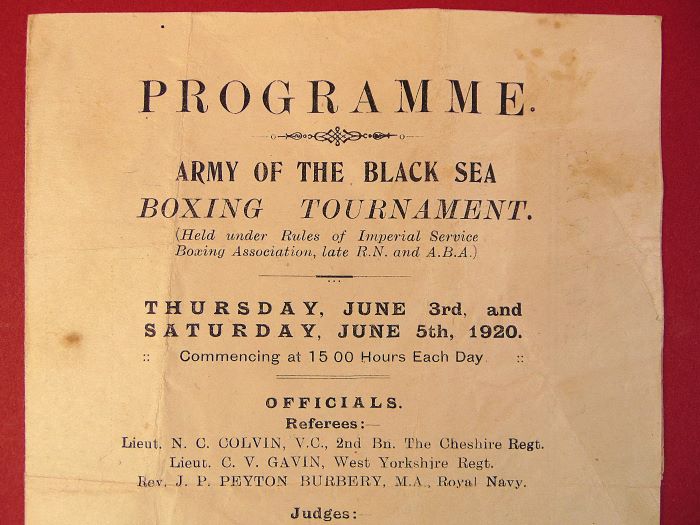 PROGRAMME.
ARMY OF THE BLACK SEA
BOXING TOURNAMENT.
(Held under Rules of Imperial Service
Boxing Association, late R.N. and A.B.A.)
THURSDAY, JUNE 3rd, and
SATURDAY, JUNE 5th, 1920.
:: Commencing at 15 00 Hours Each Day. ::
OFFICIALS.
Referees:—
Lieut. N. C. COLVIN, V.C., 2nd Bn. The Cheshire Regt.
Lieut. C. V. GAVIN, West Yorkshire Regt.
Rev. J. P. PEYTON BURBERY, M.A., Royal Navy.
Judges:—